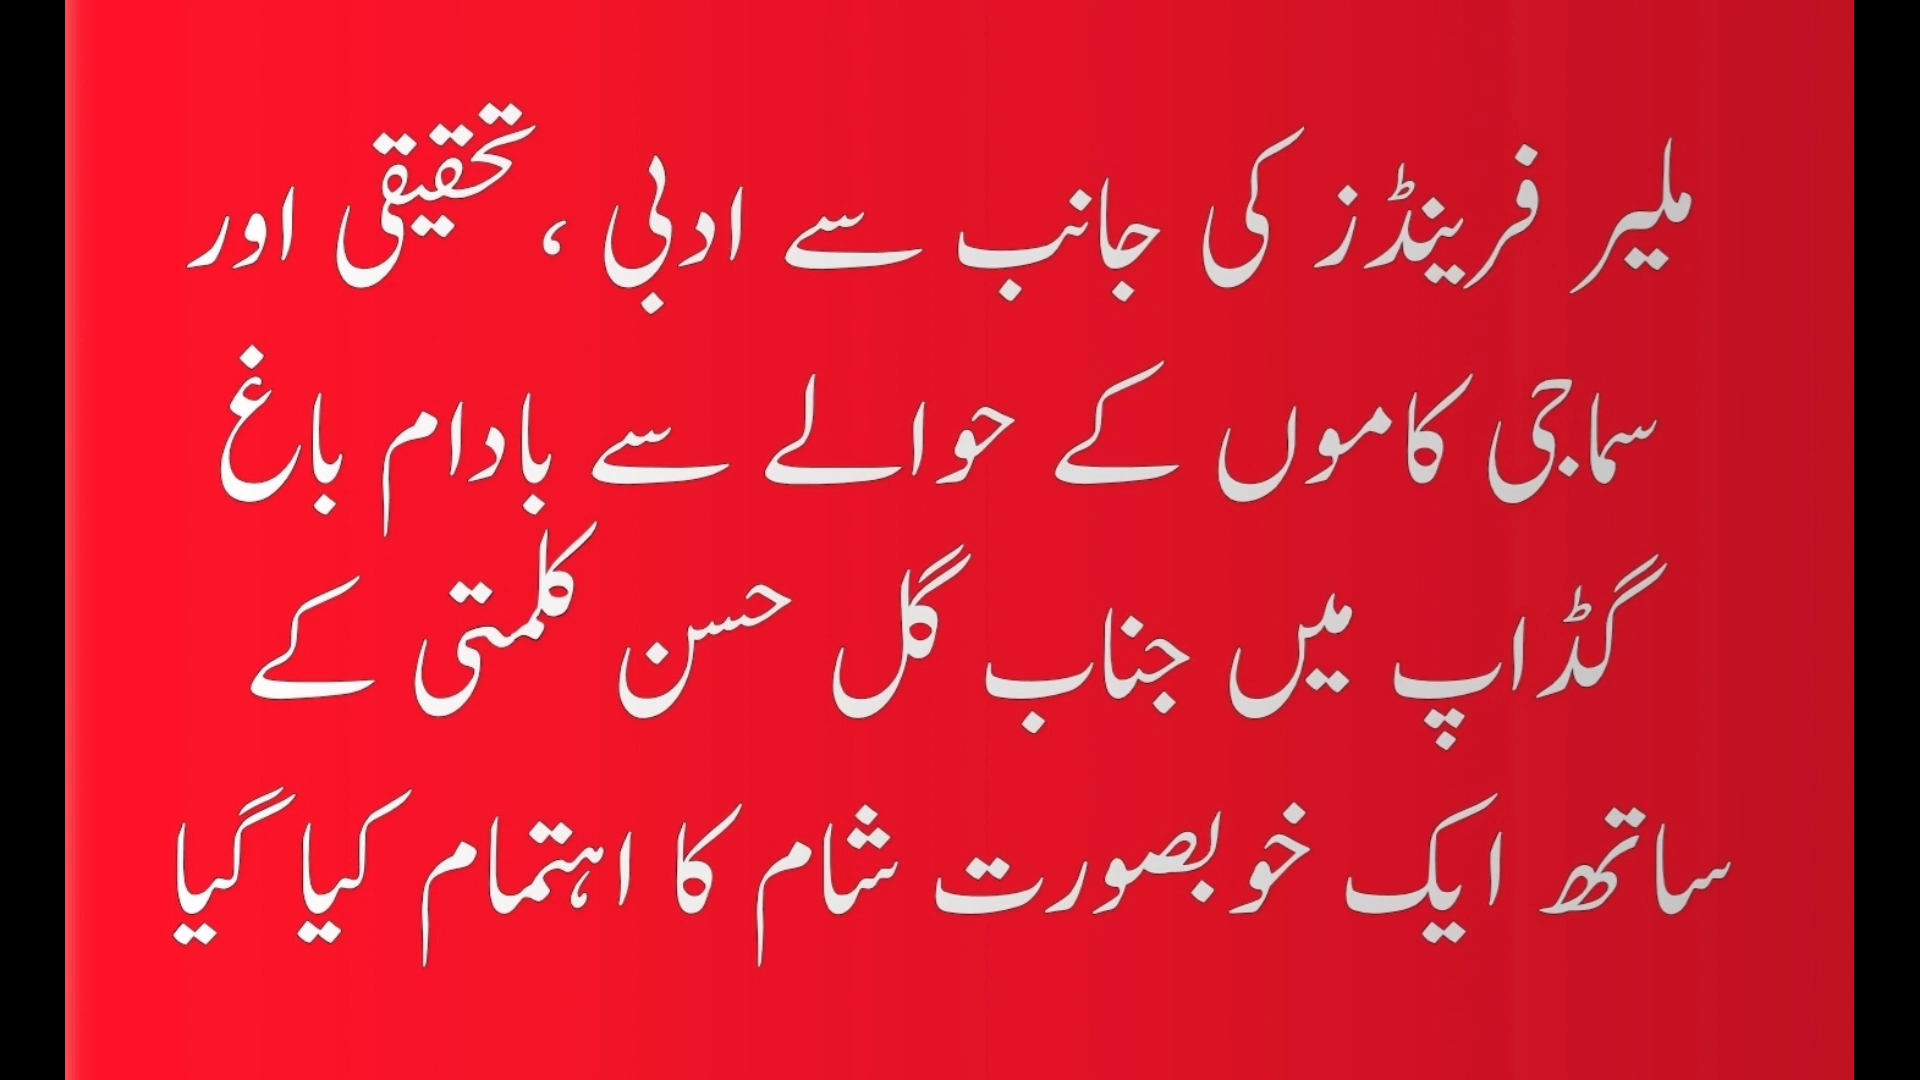 ملیر فرینڈز کی جانب سے ادبی ، تحقیقی اور
سماجی کاموں کے حوالے سے بادام باغ
گڈاپ میں جناب گل حسن کلمتی کے
ساتھ ایک خوبصورت شام کا اہتمام کیا گیا